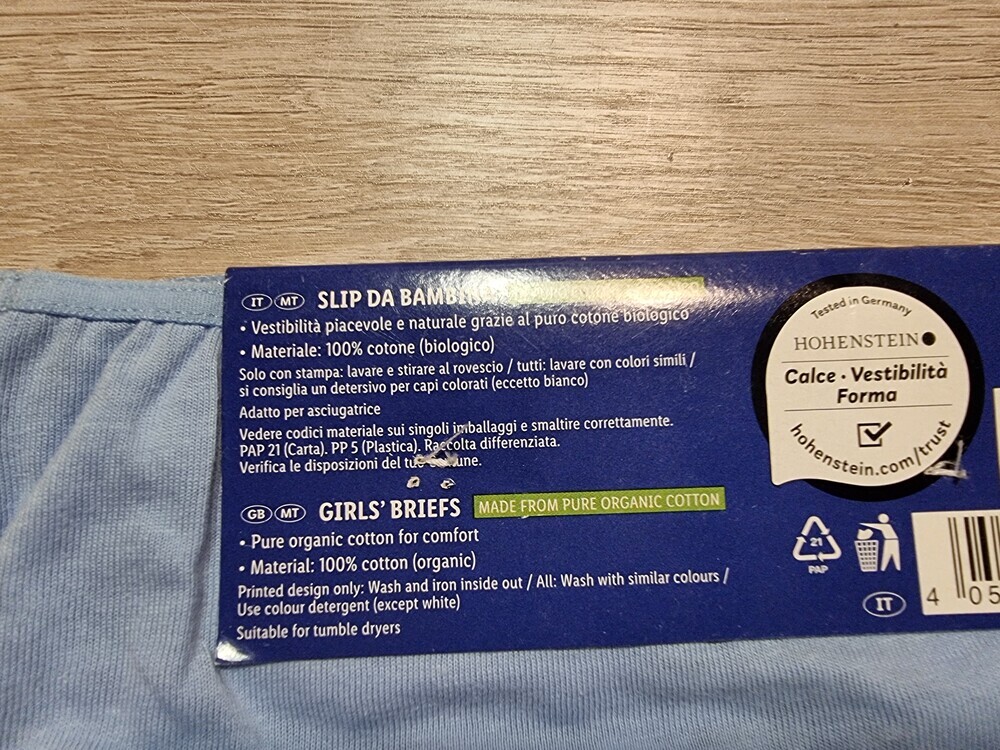 IT MT SLIP DA
• Vestibilità piacevole e naturale grazie al puro cotone biologico
• Materiale: 100% cotone (biologico)
Solo con stampa: lavare e stirare al rovescio / tutti: lavare con colori simili /
si consiglia un detersivo per capi colorati (eccetto bianco)
Adatto per asciugatrice
Vedere codici materiale sui singoli imballaggi e smaltire correttamente.
PAP 21 (Carta). PP 5 (Plastica). Raccolta differenziata.
Verifica le disposizioni del
GB MT GIRLS' BRIEFS MADE FROM PURE ORGANIC COTTON
• Pure organic cotton for comfort
• Material: 100% cotton (organic)
Printed design only: Wash and iron inside out / All: Wash with similar colours /
Use colour detergent (except white)
Suitable for tumble dryers
Tested in Germany
HOHENSTEIN
Calce · Vestibilità
Forma
hohenstein.com/trust
21
PAP
IT
4 05